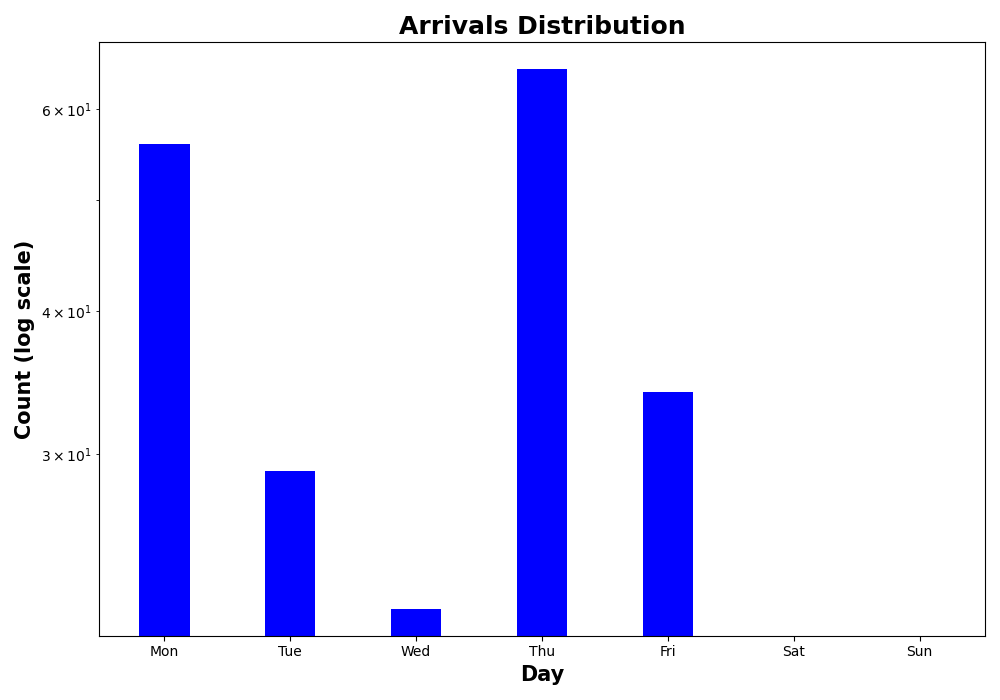 Arrivals Distribution
6 × 10¹
4 × 10¹
3 × 10¹
Count (log scale)
Mon Tue Wed Thu Fri Sat Sun
Day